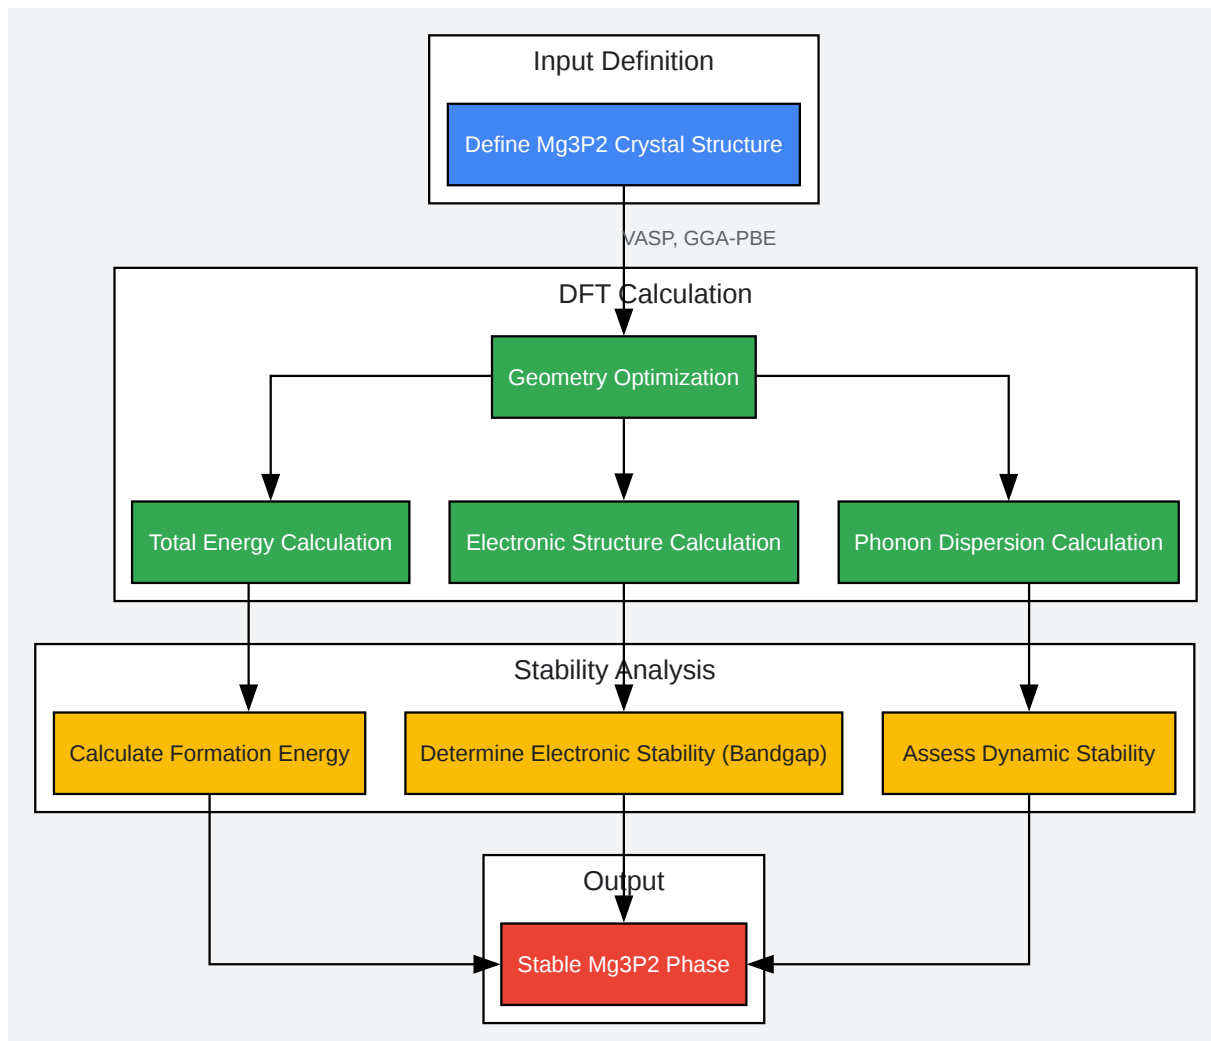 Input Definition
Define Mg3P2 Crystal Structure
VASP, GGA-PBE
DFT Calculation
Geometry Optimization
Total Energy Calculation
Electronic Structure Calculation
Phonon Dispersion Calculation
Stability Analysis
Calculate Formation Energy
Determine Electronic Stability (Bandgap)
Assess Dynamic Stability
Output
Stable Mg3P2 Phase